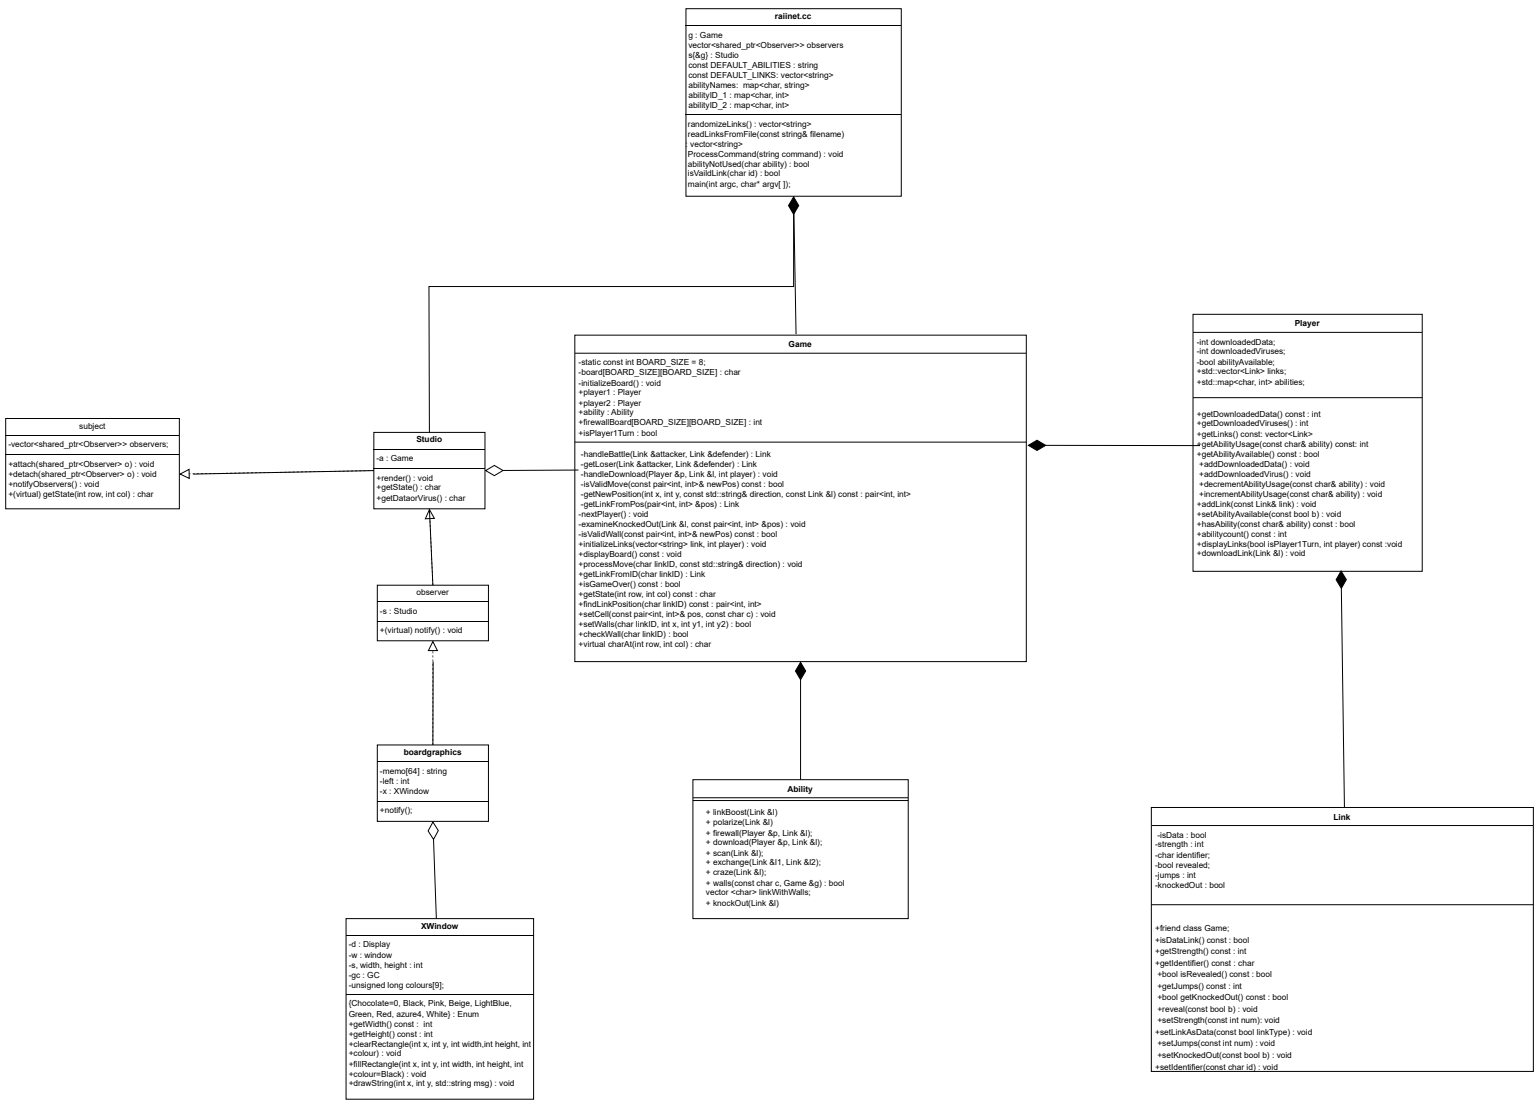 raiinet.cc
g : Game
vector<shared_ptr<Observer>> observers
s{&g} : Studio
const DEFAULT_ABILITIES : string
const DEFAULT_LINKS: vector<string>
abilityNames:  map<char, string>
abilityID_1 : map<char, int>
abilityID_2 : map<char, int>
randomizeLinks() : vector<string>
readLinksFromFile(const string& filename)
: vector<string>
ProcessCommand(string command) : void
abilityNotUsed(char ability) : bool
isVaildLink(char id) : bool
main(int argc, char* argv[ ]);
subject
-vector<shared_ptr<Observer>> observers;
+attach(shared_ptr<Observer> o) : void
+detach(shared_ptr<Observer> o) : void
+notifyObservers() : void
+(virtual) getState(int row, int col) : char
Studio
-a : Game
+render() : void
+getState() : char
+getDataorVirus() : char
observer
-s : Studio
+(virtual) notify() : void
boardgraphics
-memo[64] : string
-left : int
-x : XWindow
+notify();
XWindow
-d : Display
-w : window
-s, width, height : int
-gc : GC
-unsigned long colours[9];
{Chocolate=0, Black, Pink, Beige, LightBlue,
Green, Red, azure4, White} : Enum
+getWidth() const :  int
+getHeight() const : int
+clearRectangle(int x, int y, int width,int height, int
+colour) : void
+fillRectangle(int x, int y, int width, int height, int
+colour=Black) : void
+drawString(int x, int y, std::string msg) : void
Game
-static const int BOARD_SIZE = 8;
-board[BOARD_SIZE][BOARD_SIZE] : char
-initializeBoard() : void
+player1 : Player
+player2 : Player
+ability : Ability
+firewallBoard[BOARD_SIZE][BOARD_SIZE] : int
+isPlayer1Turn : bool
-handleBattle(Link &attacker, Link &defender) : Link
-getLoser(Link &attacker, Link &defender) : Link
-handleDownload(Player &p, Link &l, int player) : void
-isValidMove(const pair<int, int>& newPos) const : bool
-getNewPosition(int x, int y, const std::string& direction, const Link &l) const : pair<int, int>
-getLinkFromPos(pair<int, int> &pos) : Link
-nextPlayer() : void
-examineKnockedOut(Link &l, const pair<int, int> &pos) : void
-isValidWall(const pair<int, int>& newPos) const : bool
+initializeLinks(vector<string> link, int player) : void
+displayBoard() const : void
+processMove(char linkID, const std::string& direction) : void
+getLinkFromID(char linkID) : Link
+isGameOver() const : bool
+getState(int row, int col) const : char
+findLinkPosition(char linkID) const : pair<int, int>
+setCell(const pair<int, int>& pos, const char c) : void
+setWalls(char linkID, int x, int y1, int y2) : bool
+checkWall(char linkID) : bool
+virtual charAt(int row, int col) : char
Ability
+ linkBoost(Link &l)
+ polarize(Link &l)
+ firewall(Player &p, Link &l);
+ download(Player &p, Link &l);
+ scan(Link &l);
+ exchange(Link &l1, Link &l2);
+ craze(Link &l);
+ walls(const char c, Game &g) : bool
vector <char> linkWithWalls;
+ knockOut(Link &l)
Player
-int downloadedData;
-int downloadedViruses;
-bool abilityAvailable;
+std::vector<Link> links;
+std::map<char, int> abilities;
+getDownloadedData() const : int
+getDownloadedViruses() : int
+getLinks() const: vector<Link>
+getAbilityUsage(const char& ability) const: int
+getAbilityAvailable() const : bool
+addDownloadedData() : void
+addDownloadedVirus() : void
+decrementAbilityUsage(const char& ability) : void
+incrementAbilityUsage(const char& ability) : void
+addLink(const Link& link) : void
+setAbilityAvailable(const bool b) : void
+hasAbility(const char& ability) const : bool
+abilitycount() const : int
+displayLinks(bool isPlayer1Turn, int player) const :void
+downloadLink(Link &l) : void
Link
-isData : bool
-strength : int
-char identifier;
-bool revealed;
-jumps : int
-knockedOut : bool
+friend class Game;
+isDataLink() const : bool
+getStrength() const : int
+getIdentifier() const : char
+bool isRevealed() const : bool
+getJumps() const : int
+bool getKnockedOut() const : bool
+reveal(const bool b) : void
+setStrength(const int num): void
+setLinkAsData(const bool linkType) : void
+setJumps(const int num) : void
+setKnockedOut(const bool b) : void
+setIdentifier(const char id) : void